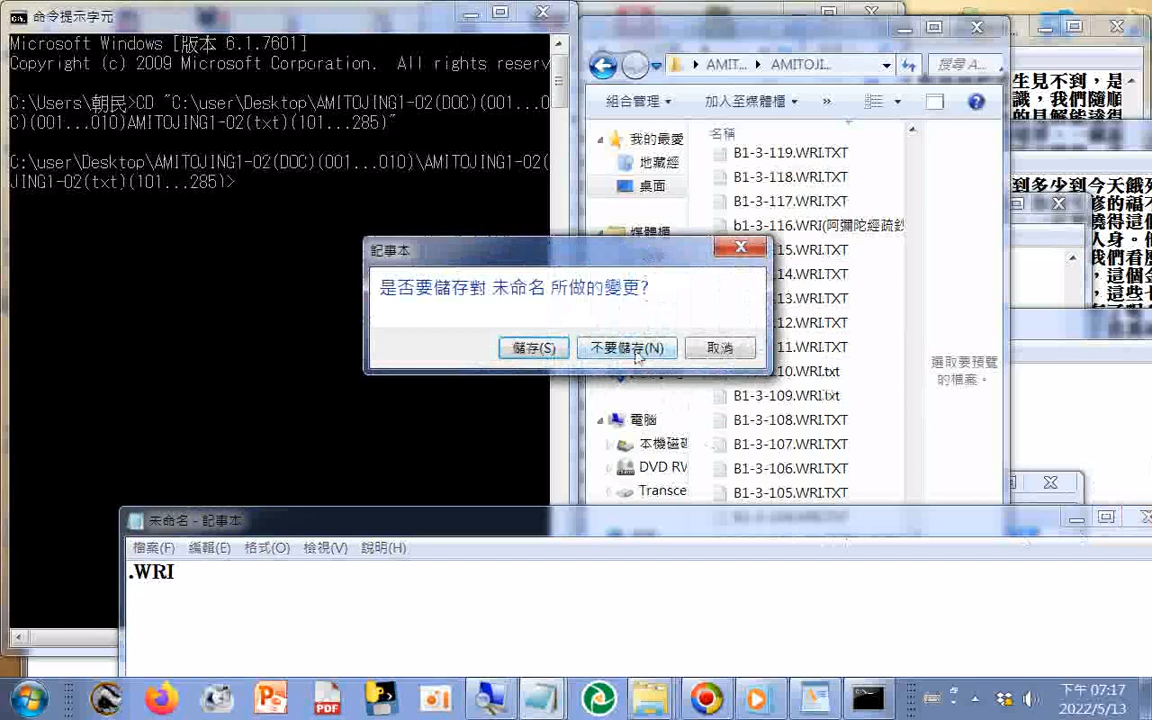 命令提示字元
Microsoft Windows [版本 6.1.7601]
Copyright (c) 2009 Microsoft Corporation.  All rights reserv
C:\Users\朝民>CD "C:\user\Desktop\AMITOJING1-02(DOC)(001...0
C)(001...010)AMITOJING1-02(txt)(101...285)"
C:\user\Desktop\AMITOJING1-02(DOC)(001...010)\AMITOJING1-02(
JING1-02(txt)(101...285)>
AMIT...
AMITOJI...
搜尋 A...
組合管理
加入至媒體櫃
»
我的最愛
地藏經
桌面
媒體櫃
電腦
本機磁碟
DVD RV
Transce
名稱
B1-3-119.WRI.TXT
B1-3-118.WRI.TXT
B1-3-117.WRI.TXT
b1-3-116.WRI(阿彌陀經疏鈔
15.WRI.TXT
14.WRI.TXT
13.WRI.TXT
12.WRI.TXT
11.WRI.TXT
10.WRI.txt
B1-3-109.WRI.txt
B1-3-108.WRI.TXT
B1-3-107.WRI.TXT
B1-3-106.WRI.TXT
B1-3-105.WRI.TXT
選取要預覽
的檔案。
生見不到，是
識，我們隨順
到多少到今天餓
修的福不
曉得這個
人身。
我們看
，這個金
，這些
記事本
是否要儲存對 未命名 所做的變更?
儲存(S)
不要儲存(N)
取消
未命名 - 記事本
檔案(F)
編輯(E)
格式(O)
檢視(V)
說明(H)
.WRI
PDF
下午 07:17
2022/5/13